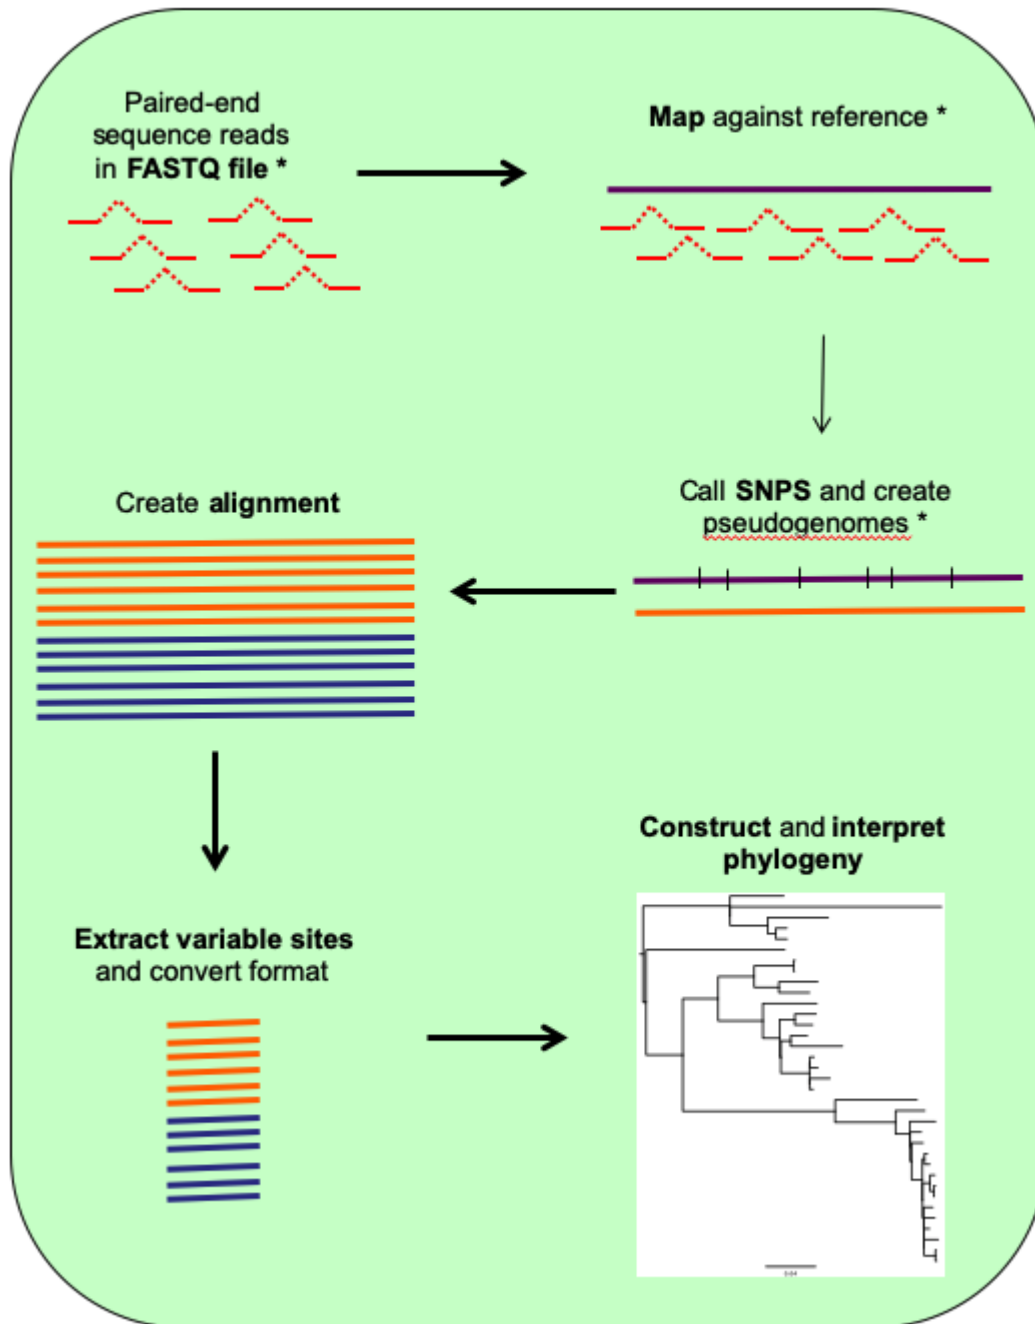 Paired-end
sequence reads
in FASTQ file *
Map against reference *
Call SNPS and create
pseudogenomes *
Create alignment
Extract variable sites
and convert format
Construct and interpret
phylogeny